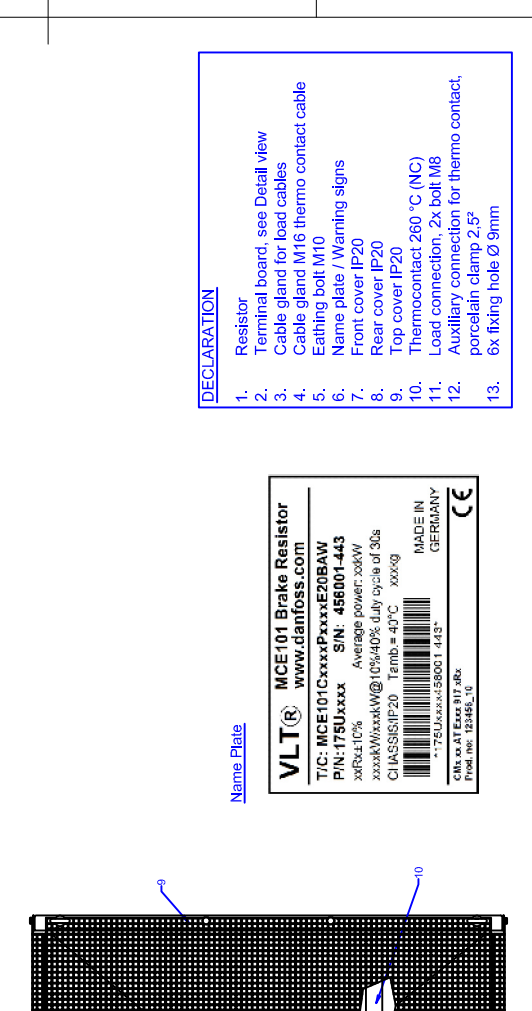 DECLARATION
1. Resistor
2. Terminal board, see Detail view
3. Cable gland for load cables
4. Cable gland M16 thermo contact cable
5. Eathing bolt M10
6. Name plate / Warning signs
7. Front cover IP20
8. Rear cover IP20
9. Top cover IP20
10. Thermocontact 260 °C (NC)
11. Load connection, 2x bolt M8
12. Auxiliary connection for thermo contact,
porcelain clamp 2,5²
13. 6x fixing hole Ø 9mm
Name Plate
VLT® MCE101 Brake Resistor
www.danfoss.com
T/C: MCE101CxxxxPxxxxE20BAW
P/N:175Uxxxx S/N: 456001-443
xxRx±10% Average power: xxkW
xxxxkW/xxxkW@10%/40% duty cycle of 30s
CHASSIS/IP20 Tamb.= 40°C xxxkg
MADE IN
GERMANY
*175Uxxxx456001 443*
CMx xx AT Exxx 917 xRx
Prod. no: 123456_10
CE
9
10